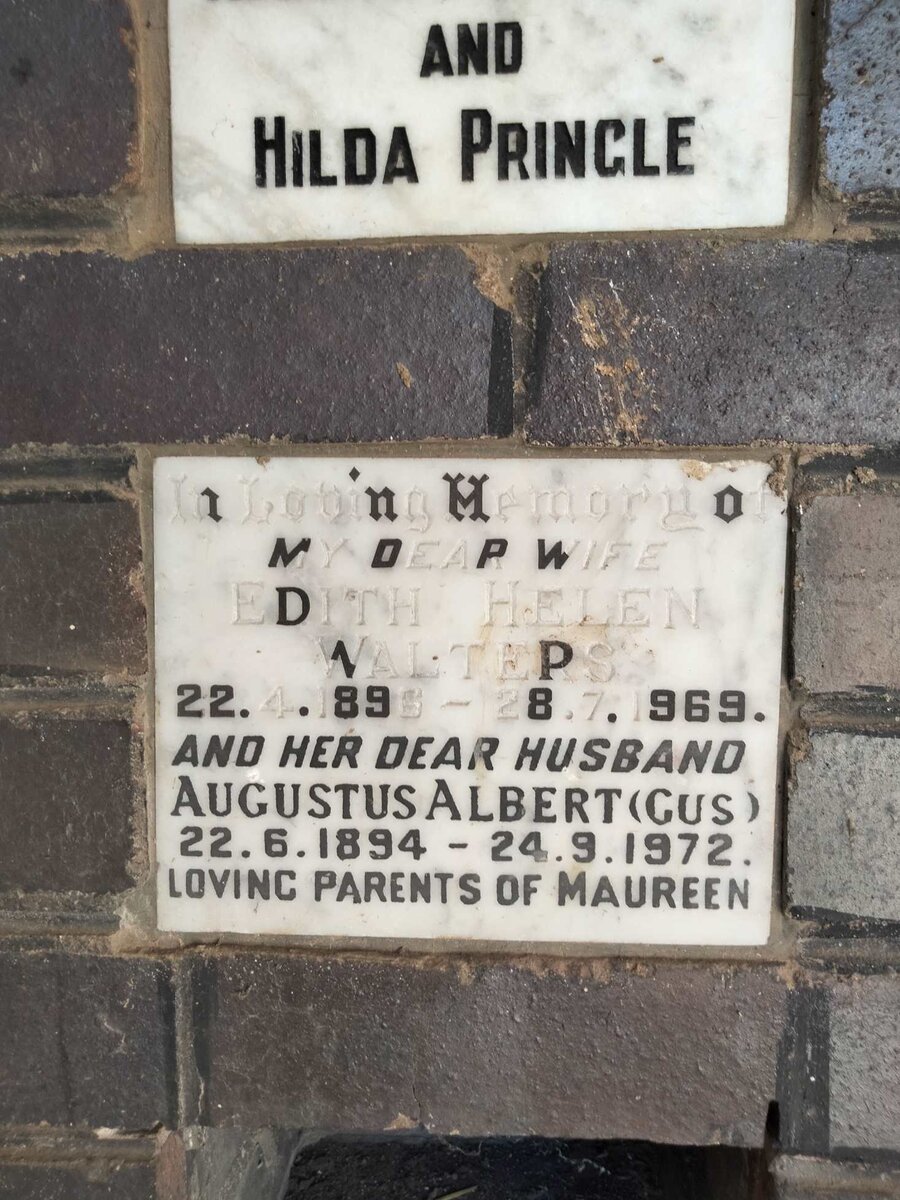 AND
HILDA PRINGLE
In Loving Memory of
MY DEAR WIFE
EDITH HELEN
WALTERS
22.4.1896 - 28.7.1969.
AND HER DEAR HUSBAND
AUGUSTUS ALBERT (GUS)
22.6.1894 - 24.9.1972.
LOVING PARENTS OF MAUREEN